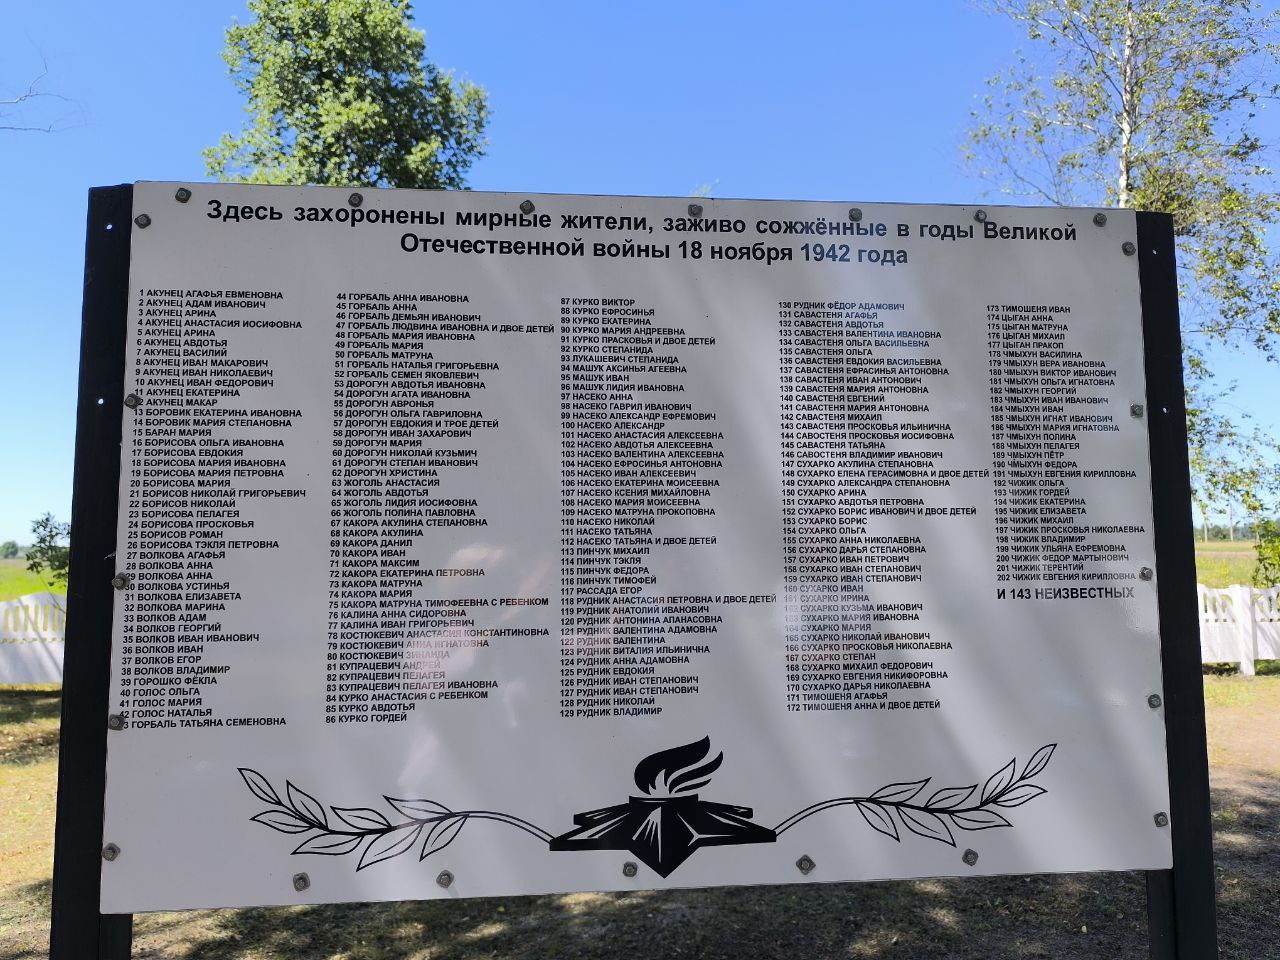 Здесь захоронены мирные жители, заживо сожжённые в годы Великой
Отечественной войны 18 ноября 1942 года
1 АКУНЕЦ АГАФЬЯ ЕВМЕНОВНА
2 АКУНЕЦ АДАМ ИВАНОВИЧ
3 АКУНЕЦ АРИНА
4 АКУНЕЦ АНАСТАСИЯ ИОСИФОВНА
5 АКУНЕЦ АРИНА
6 АКУНЕЦ АВДОТЬЯ
7 АКУНЕЦ ВАСИЛИЙ
8 АКУНЕЦ ИВАН МАКАРОВИЧ
9 АКУНЕЦ ИВАН НИКОЛАЕВИЧ
10 АКУНЕЦ ИВАН ФЕДОРОВИЧ
11 АКУНЕЦ ЕКАТЕРИНА
12 АКУНЕЦ МАКАР
13 БОРОВИК ЕКАТЕРИНА ИВАНОВНА
14 БОРОВИК МАРИЯ СТЕПАНОВНА
15 БАРАН МАРИЯ
16 БОРИСОВА ОЛЬГА ИВАНОВНА
17 БОРИСОВА ЕВДОКИЯ
18 БОРИСОВА МАРИЯ ИВАНОВНА
19 БОРИСОВА МАРИЯ ПЕТРОВНА
20 БОРИСОВА МАРИЯ
21 БОРИСОВ НИКОЛАЙ ГРИГОРЬЕВИЧ
22 БОРИСОВ НИКОЛАЙ
23 БОРИСОВА ПЕЛАГЕЯ
24 БОРИСОВА ПРОСКОВЬЯ
25 БОРИСОВ РОМАН
26 БОРИСОВА ТЭКЛЯ ПЕТРОВНА
27 ВОЛКОВА АГАФЬЯ
28 ВОЛКОВА АННА
29 ВОЛКОВА АННА
30 ВОЛКОВА УСТИНЬЯ
31 ВОЛКОВА ЕЛИЗАВЕТА
32 ВОЛКОВА МАРИНА
33 ВОЛКОВ АДАМ
34 ВОЛКОВ ГЕОРГИЙ
35 ВОЛКОВ ИВАН ИВАНОВИЧ
36 ВОЛКОВ ИВАН
37 ВОЛКОВ ЕГОР
38 ВОЛКОВ ВЛАДИМИР
39 ГОРОШКО ФЁКЛА
40 ГОЛОС ОЛЬГА
41 ГОЛОС МАРИЯ
42 ГОЛОС НАТАЛЬЯ
43 ГОРБАЛЬ ТАТЬЯНА СЕМЕНОВНА
44 ГОРБАЛЬ АННА ИВАНОВНА
45 ГОРБАЛЬ АННА
46 ГОРБАЛЬ ДЕМЬЯН ИВАНОВИЧ
47 ГОРБАЛЬ ЛЮДВИНА ИВАНОВНА И ДВОЕ ДЕТЕЙ
48 ГОРБАЛЬ МАРИЯ ИВАНОВНА
49 ГОРБАЛЬ МАРИЯ
50 ГОРБАЛЬ МАТРУНА
51 ГОРБАЛЬ НАТАЛЬЯ ГРИГОРЬЕВНА
52 ГОРБАЛЬ СЕМЕН ЯКОВЛЕВИЧ
53 ДОРОГУН АВДОТЬЯ ИВАНОВНА
54 ДОРОГУН АГАТА ИВАНОВНА
55 ДОРОГУН АВРОНЬЯ
56 ДОРОГУН ОЛЬГА ГАВРИЛОВНА
57 ДОРОГУН ЕВДОКИЯ И ТРОЕ ДЕТЕЙ
58 ДОРОГУН ИВАН ЗАХАРОВИЧ
59 ДОРОГУН МАРИЯ
60 ДОРОГУН НИКОЛАЙ КУЗЬМИЧ
61 ДОРОГУН СТЕПАН ИВАНОВИЧ
62 ДОРОГУН ХРИСТИНА
63 ЖОГОЛЬ АНАСТАСИЯ
64 ЖОГОЛЬ АВДОТЬЯ
65 ЖОГОЛЬ ЛИДИЯ ИОСИФОВНА
66 ЖОГОЛЬ ПОЛИНА ПАВЛОВНА
67 КАКОРА АКУЛИНА СТЕПАНОВНА
68 КАКОРА АКУЛИНА
69 КАКОРА ДАНИЛ
70 КАКОРА ИВАН
71 КАКОРА МАКСИМ
72 КАКОРА ЕКАТЕРИНА ПЕТРОВНА
73 КАКОРА МАТРУНА
74 КАКОРА МАРИЯ
75 КАКОРА МАТРУНА ТИМОФЕЕВНА С РЕБЕНКОМ
76 КАЛИНА АННА СИДОРОВНА
77 КАЛИНА ИВАН ГРИГОРЬЕВИЧ
78 КОСТЮКЕВИЧ АНАСТАСИЯ КОНСТАНТИНОВНА
79 КОСТЮКЕВИЧ АННА ИГНАТОВНА
80 КОСТЮКЕВИЧ ЗИНАИДА
81 КУПРАЦЕВИЧ АНДРЕЙ
82 КУПРАЦЕВИЧ ПЕЛАГЕЯ
83 КУПРАЦЕВИЧ ПЕЛАГЕЯ ИВАНОВНА
84 КУРКО АНАСТАСИЯ С РЕБЕНКОМ
85 КУРКО АВДОТЬЯ
86 КУРКО ГОРДЕЙ
87 КУРКО ВИКТОР
88 КУРКО ЕФРОСИНЬЯ
89 КУРКО ЕКАТЕРИНА
90 КУРКО МАРИЯ АНДРЕЕВНА
91 КУРКО ПРАСКОВЬЯ И ДВОЕ ДЕТЕЙ
92 КУРКО СТЕПАНИДА
93 ЛУКАШЕВИЧ СТЕПАНИДА
94 МАШУК АКСИНЬЯ АГЕЕВНА
95 МАШУК ИВАН
96 МАШУК ЛИДИЯ ИВАНОВНА
97 НАСЕКО АННА
98 НАСЕКО ГАВРИЛ ИВАНОВИЧ
99 НАСЕКО АЛЕКСАНДР ЕФРЕМОВИЧ
100 НАСЕКО АЛЕКСАНДР
101 НАСЕКО АНАСТАСИЯ АЛЕКСЕЕВНА
102 НАСЕКО АВДОТЬЯ АЛЕКСЕЕВНА
103 НАСЕКО ВАЛЕНТИНА АЛЕКСЕЕВНА
104 НАСЕКО ЕФРОСИНЬЯ АНТОНОВНА
105 НАСЕКО ИВАН АЛЕКСЕЕВИЧ
106 НАСЕКО ЕКАТЕРИНА МОИСЕЕВНА
107 НАСЕКО КСЕНИЯ МИХАЙЛОВНА
108 НАСЕКО МАРИЯ МОИСЕЕВНА
109 НАСЕКО МАТРУНА ПРОКОПОВНА
110 НАСЕКО НИКОЛАЙ
111 НАСЕКО ТАТЬЯНА
112 НАСЕКО ТАТЬЯНА И ДВОЕ ДЕТЕЙ
113 ПИНЧУК МИХАИЛ
114 ПИНЧУК ТЭКЛЯ
115 ПИНЧУК ФЕДОРА
116 ПИНЧУК ТИМОФЕЙ
117 РАССАДА ЕГОР
118 РУДНИК АНАСТАСИЯ ПЕТРОВНА И ДВОЕ ДЕТЕЙ
119 РУДНИК АНАТОЛИЙ ИВАНОВИЧ
120 РУДНИК АНТОНИНА АПАНАСОВНА
121 РУДНИК ВАЛЕНТИНА АДАМОВНА
122 РУДНИК ВАЛЕНТИНА
123 РУДНИК ВИТАЛИЯ ИЛЬИНИЧНА
124 РУДНИК АННА АДАМОВНА
125 РУДНИК ЕВДОКИЯ
126 РУДНИК ИВАН СТЕПАНОВИЧ
127 РУДНИК ИВАН СТЕПАНОВИЧ
128 РУДНИК НИКОЛАЙ
129 РУДНИК ВЛАДИМИР
130 РУДНИК ФЁДОР АДАМОВИЧ
131 САВАСТЕНЯ АГАФЬЯ
132 САВАСТЕНЯ АВДОТЬЯ
133 САВАСТЕНЯ ВАЛЕНТИНА ИВАНОВНА
134 САВАСТЕНЯ ОЛЬГА ВАСИЛЬЕВНА
135 САВАСТЕНЯ ОЛЬГА
136 САВАСТЕНЯ ЕВДОКИЯ ВАСИЛЬЕВНА
137 САВАСТЕНЯ ЕФРАСИНЬЯ АНТОНОВНА
138 САВАСТЕНЯ ИВАН АНТОНОВИЧ
139 САВАСТЕНЯ МАРИЯ АНТОНОВНА
140 САВАСТЕНЯ ЕВГЕНИЙ
141 САВАСТЕНЯ МАРИЯ АНТОНОВНА
142 САВАСТЕНЯ МИХАИЛ
143 САВАСТЕНЯ ПРОСКОВЬЯ ИЛЬИНИЧНА
144 САВОСТЕНЯ ПРОСКОВЬЯ ИОСИФОВНА
145 САВАСТЕНЯ ТАТЬЯНА
146 САВОСТЕНЯ ВЛАДИМИР ИВАНОВИЧ
147 СУХАРКО АКУЛИНА СТЕПАНОВНА
148 СУХАРКО ЕЛЕНА ГЕРАСИМОВНА И ДВОЕ ДЕТЕЙ
149 СУХАРКО АЛЕКСАНДРА СТЕПАНОВНА
150 СУХАРКО АРИНА
151 СУХАРКО АВДОТЬЯ ПЕТРОВНА
152 СУХАРКО БОРИС ИВАНОВИЧ И ДВОЕ ДЕТЕЙ
153 СУХАРКО БОРИС
154 СУХАРКО ОЛЬГА
155 СУХАРКО АННА НИКОЛАЕВНА
156 СУХАРКО ДАРЬЯ СТЕПАНОВНА
157 СУХАРКО ИВАН СТЕПАНОВИЧ
158 СУХАРКО ИВАН СТЕПАНОВИЧ
159 СУХАРКО ИВАН СТЕПАНОВИЧ
160 СУХАРКО ИВАН
161 СУХАРКО ИРИНА
162 СУХАРКО КУЗЬМА ИВАНОВИЧ
163 СУХАРКО МАРИЯ ИВАНОВНА
164 СУХАРКО МАРИЯ
165 СУХАРКО НИКОЛАЙ ИВАНОВИЧ
166 СУХАРКО ПРОСКОВЬЯ НИКОЛАЕВНА
167 СУХАРКО СТЕПАН
168 СУХАРКО МИХАИЛ ФЕДОРОВИЧ
169 СУХАРКО ЕВГЕНИЯ НИКИФОРОВНА
170 СУХАРКО ДАРЬЯ НИКОЛАЕВНА
171 ТИМОШЕНЯ АГАФЬЯ
172 ТИМОШЕНЯ АННА И ДВОЕ ДЕТЕЙ
173 ТИМОШЕНЯ ИВАН
174 ЦЫГАН АННА
175 ЦЫГАН МАТРУНА
176 ЦЫГАН МИХАИЛ
177 ЦЫГАН ПРАКОП
178 ЧМЫХУН ВАСИЛИНА
179 ЧМЫХУН ВЕРА ИВАНОВНА
180 ЧМЫХУН ВИКТОР ИВАНОВИЧ
181 ЧМЫХУН ОЛЬГА ИГНАТОВНА
182 ЧМЫХУН ГЕОРГИЙ
183 ЧМЫХУН ИВАН ИВАНОВИЧ
184 ЧМЫХУН ИВАН
185 ЧМЫХУН ИГНАТ ИВАНОВИЧ
186 ЧМЫХУН МАРИЯ ИГНАТОВНА
187 ЧМЫХУН ПОЛИНА
188 ЧМЫХУН ПЕЛАГЕЯ
189 ЧМЫХУН ПЁТР
190 ЧМЫХУН ФЕДОРА
191 ЧМЫХУН ЕВГЕНИЯ КИРИЛЛОВНА
192 ЧИЖИК ОЛЬГА
193 ЧИЖИК ГОРДЕЙ
194 ЧИЖИК ЕКАТЕРИНА
195 ЧИЖИК ЕЛИЗАВЕТА
196 ЧИЖИК МИХАИЛ
197 ЧИЖИК ПРОСКОВЬЯ НИКОЛАЕВНА
198 ЧИЖИК ВЛАДИМИР
199 ЧИЖИК УЛЬЯНА ЕФРЕМОВНА
200 ЧИЖИК ФЕДОР МАРТЫНОВИЧ
201 ЧИЖИК ТЕРЕНТИЙ
202 ЧИЖИК ЕВГЕНИЯ КИРИЛЛОВНА
И 143 НЕИЗВЕСТНЫХ